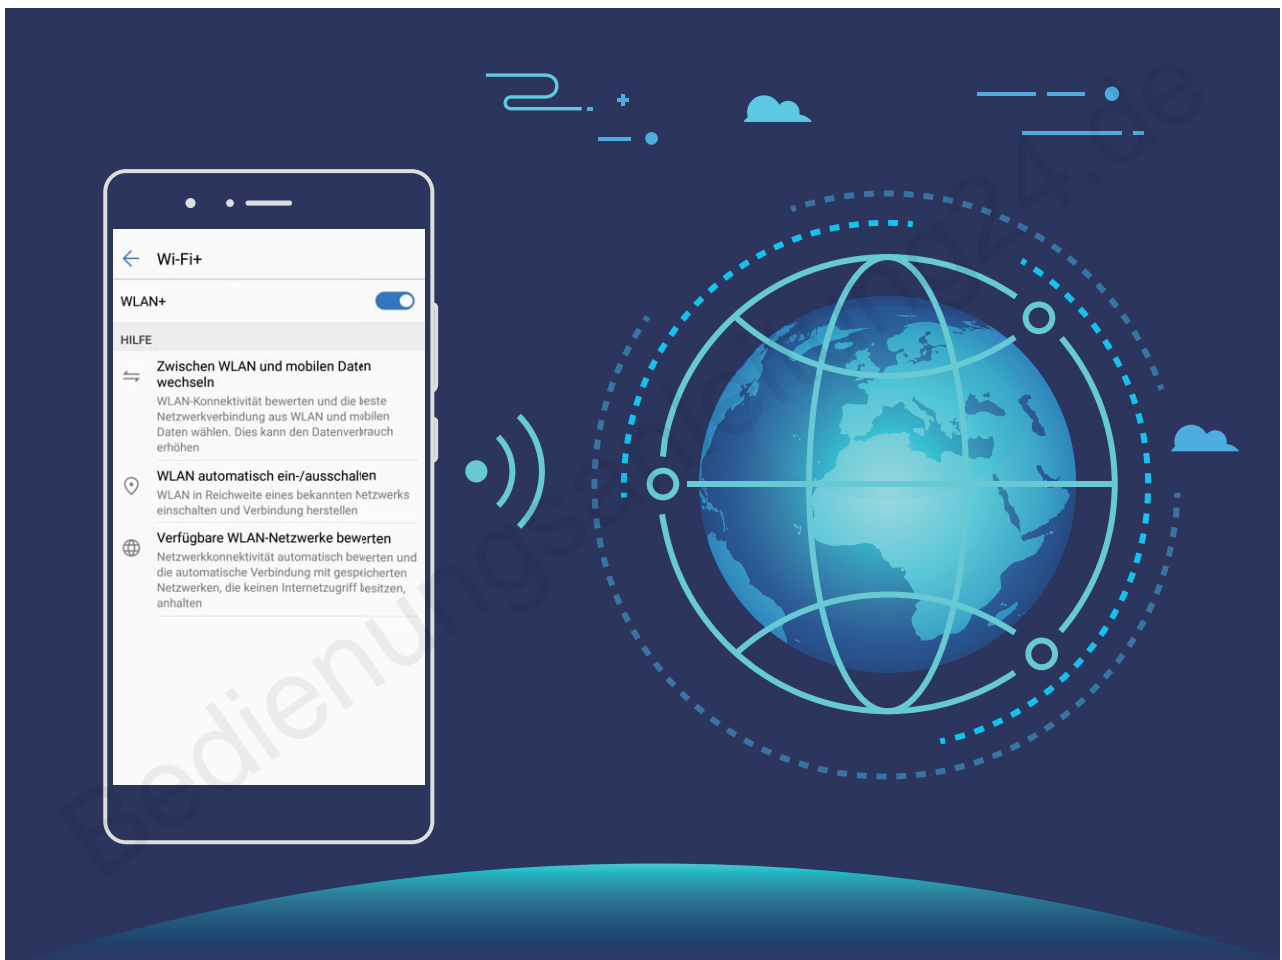 Wi-Fi+
WLAN+
HILFE
Zwischen WLAN und mobilen Daten
wechseln
WLAN-Konnektivität bewerten und die beste
Netzwerkverbindung aus WLAN und mobilen
Daten wählen. Dies kann den Datenverbrauch
erhöhen
WLAN automatisch ein-/ausschalten
WLAN in Reichweite eines bekannten Netzwerks
einschalten und Verbindung herstellen
Verfügbare WLAN-Netzwerke bewerten
Netzwerkkonnektivität automatisch bewerten und
die automatische Verbindung mit gespeicherten
Netzwerken, die keinen Internetzugriff besitzen,
anhalten
Bedienungsanleitung24.de